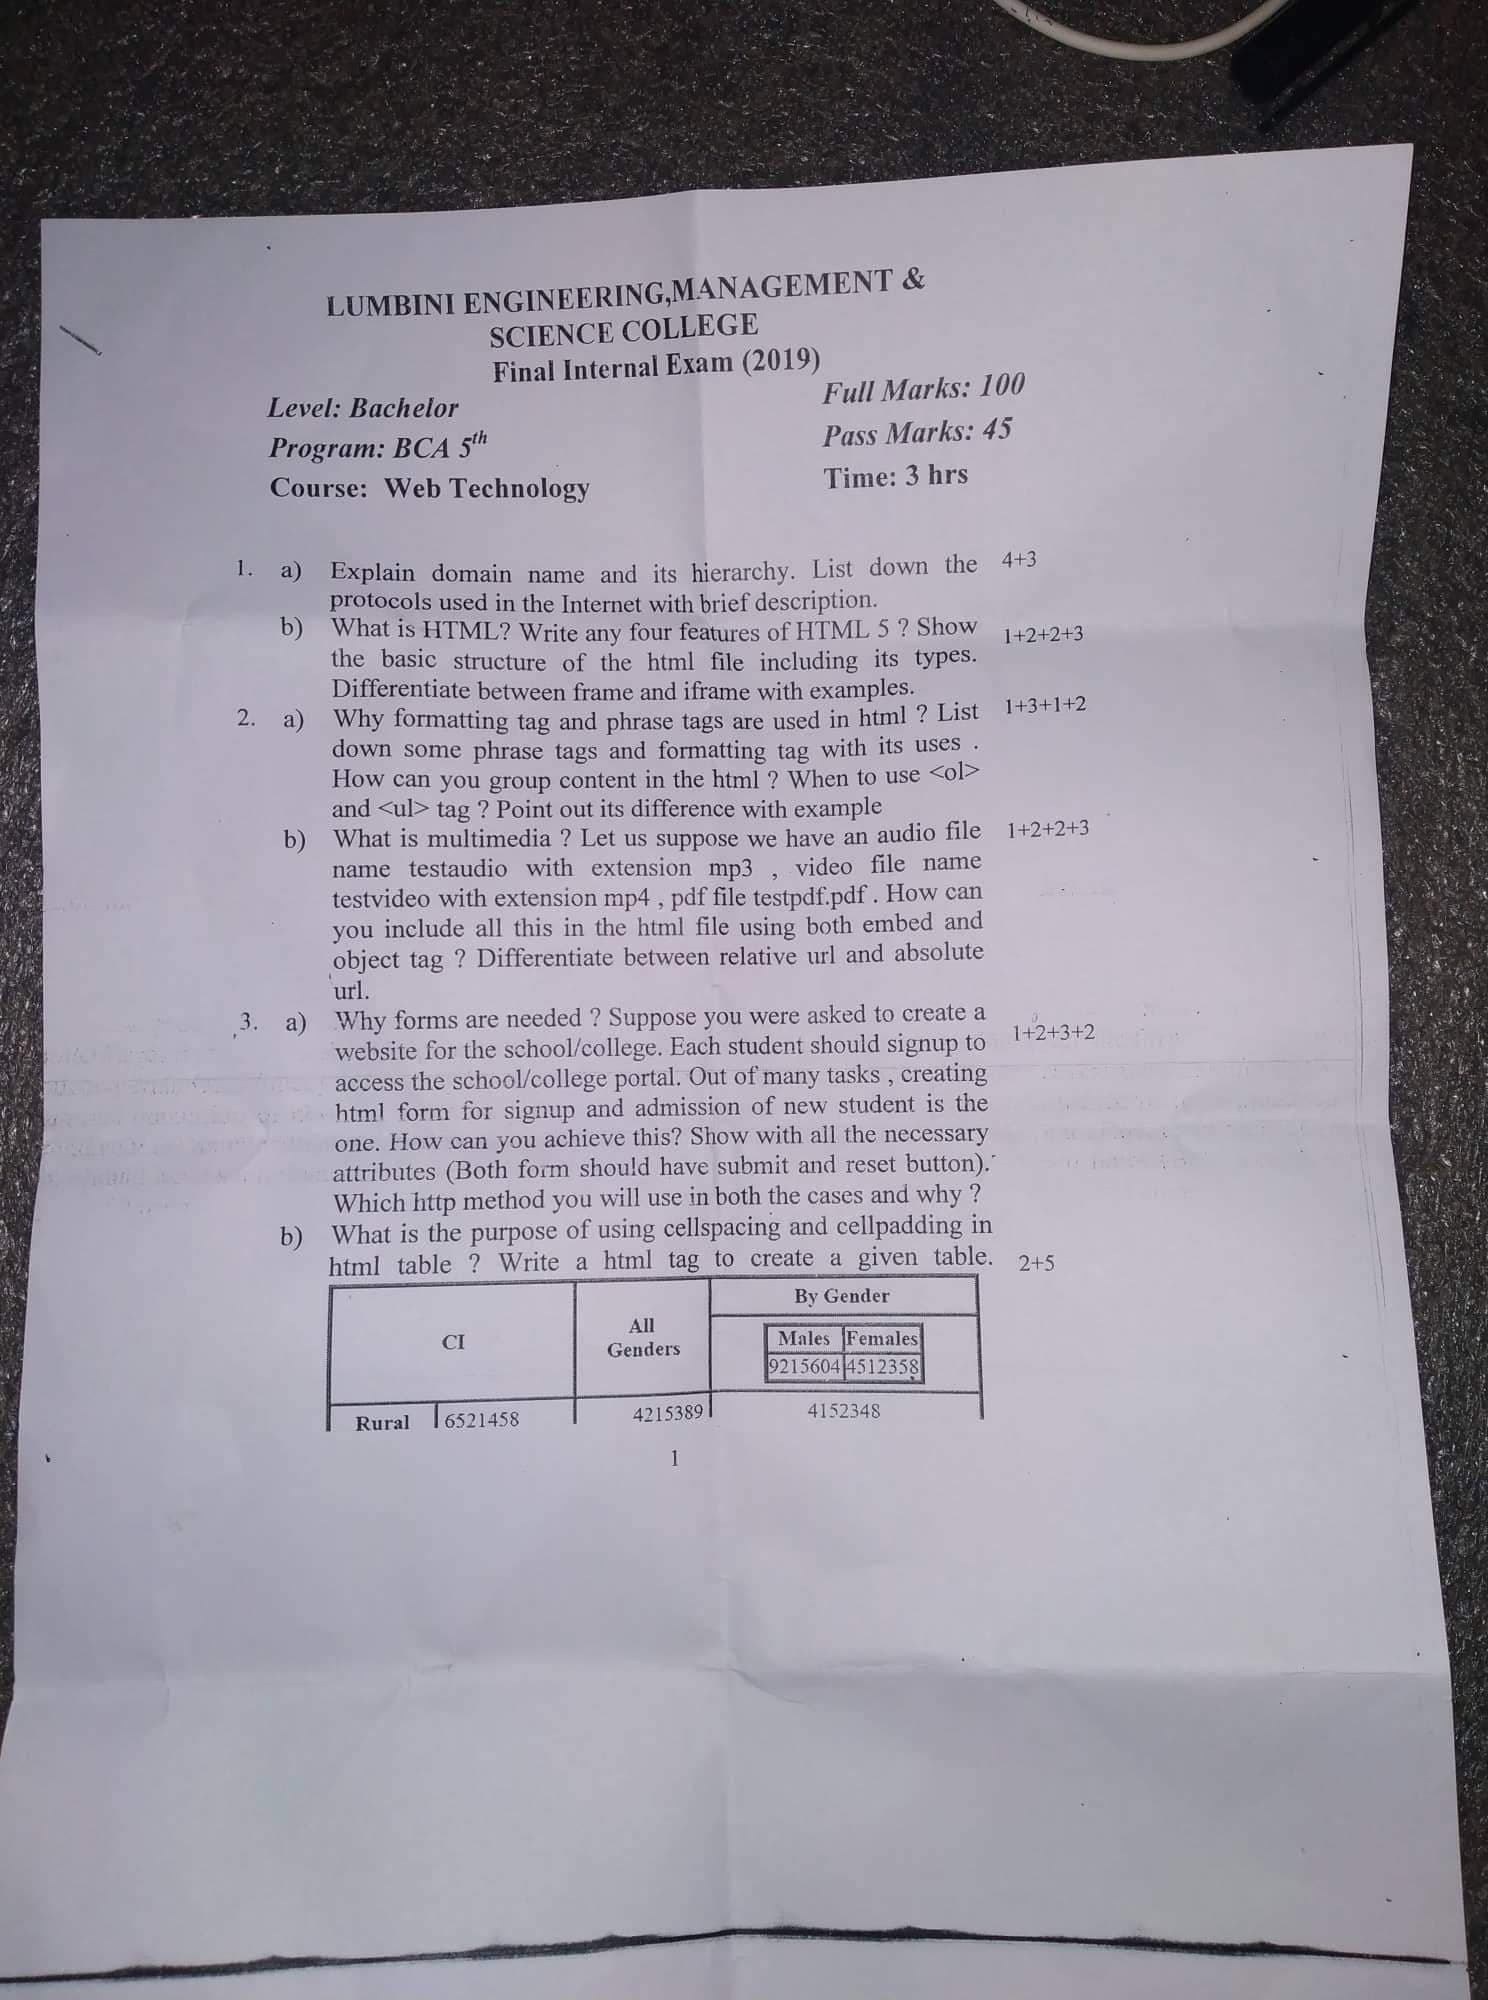 LUMBINI ENGINEERING,MANAGEMENT &
SCIENCE COLLEGE
Final Internal Exam (2019)
Level: Bachelor
Full Marks: 100
Program: BCA 5th
Pass Marks: 45
Course: Web Technology
Time: 3 hrs
1. a) Explain domain name and its hierarchy. List down the 4+3
protocols used in the Internet with brief description.
b) What is HTML? Write any four features of HTML 5 ? Show 1+2+2+3
the basic structure of the html file including its types.
Differentiate between frame and iframe with examples.
2. a) Why formatting tag and phrase tags are used in html ? List 1+3+1+2
down some phrase tags and formatting tag with its uses .
How can you group content in the html ? When to use <ol>
and <ul> tag ? Point out its difference with example
b) What is multimedia ? Let us suppose we have an audio file 1+2+2+3
name testaudio with extension mp3 , video file name
testvideo with extension mp4 , pdf file testpdf.pdf . How can
you include all this in the html file using both embed and
object tag ? Differentiate between relative url and absolute
url.
3. a) Why forms are needed ? Suppose you were asked to create a
website for the school/college. Each student should signup to 1+2+3+2
access the school/college portal. Out of many tasks , creating
html form for signup and admission of new student is the
one. How can you achieve this? Show with all the necessary
attributes (Both form should have submit and reset button).
Which http method you will use in both the cases and why ?
b) What is the purpose of using cellspacing and cellpadding in
html table ? Write a html tag to create a given table. 2+5
By Gender
CI
All
Genders
Males Females
9215604 4512358
Rural 6521458 4215389 4152348
1